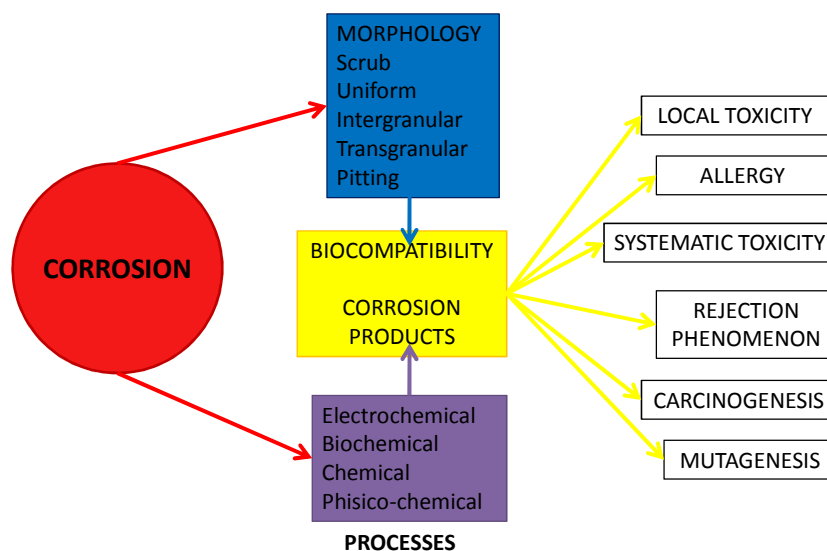 CORROSION
MORPHOLOGY
Scrub
Uniform
Intergranular
Transgranular
Pitting
BIOCOMPATIBILITY
CORROSION
PRODUCTS
Electrochemical
Biochemical
Chemical
Phisico-chemical
PROCESSES
LOCAL TOXICITY
ALLERGY
SYSTEMATIC TOXICITY
REJECTION
PHENOMENON
CARCINOGENESIS
MUTAGENESIS